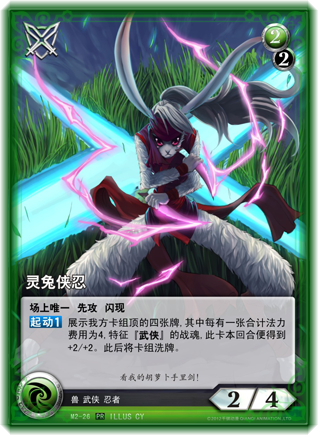 2
2
灵兔侠忍
场上唯一 先攻 闪现
起动1 展示我方卡组顶的四张牌,其中每有一张合计法力
费用为4,特征『武侠』的战魂,此卡本回合便得到
+2/+2。此后将卡组洗牌。
看我的胡萝卜手里剑!
兽 武侠 忍者
M2-26 PR ILLUS CY
2 / 4